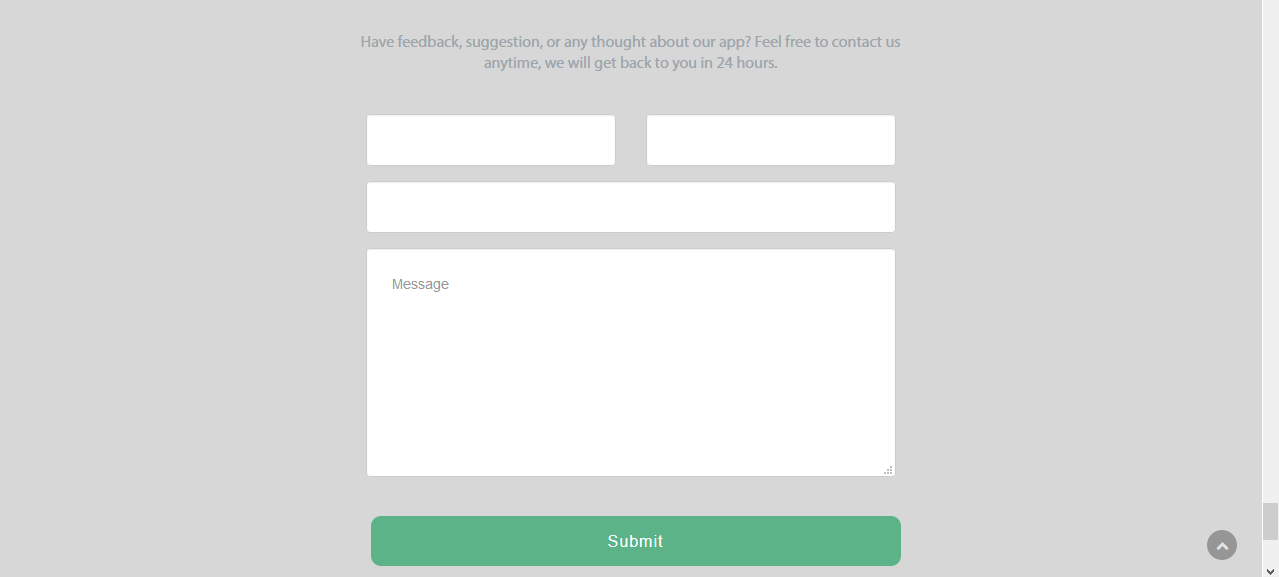 Have feedback, suggestion, or any thought about our app? Feel free to contact us
anytime, we will get back to you in 24 hours.
Message
Submit